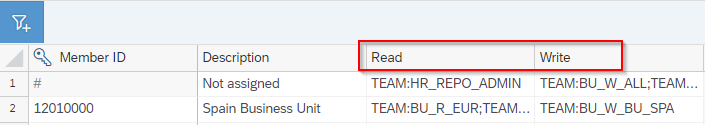 Member ID Description Read Write
1 # Not assigned TEAM:HR_REPO_ADMIN TEAM:BU_W_ALL;TEAM...
2 12010000 Spain Business Unit TEAM:BU_R_EUR;TEAM... TEAM:BU_W_BU_SPA